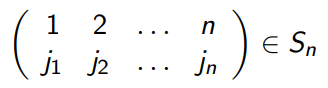 ( 1 2 ... n
j₁ j₂ ... jₙ ) ∈ Sₙ